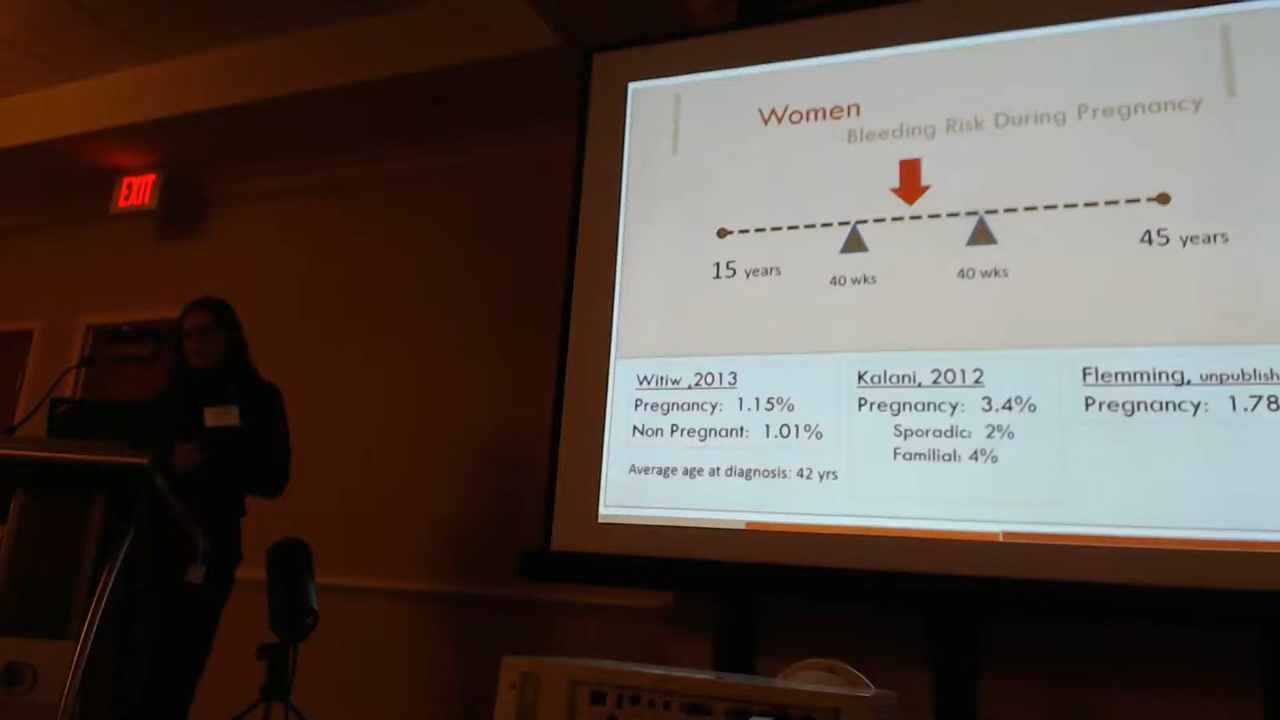 EXIT
Women
Bleeding Risk During Pregnancy
15 years
40 wks
40 wks
45 years
Witiw ,2013
Pregnancy: 1.15%
Non Pregnant: 1.01%
Average age at diagnosis: 42 yrs
Kalani, 2012
Pregnancy: 3.4%
Sporadic: 2%
Familial: 4%
Flemming, unpublish
Pregnancy: 1.78